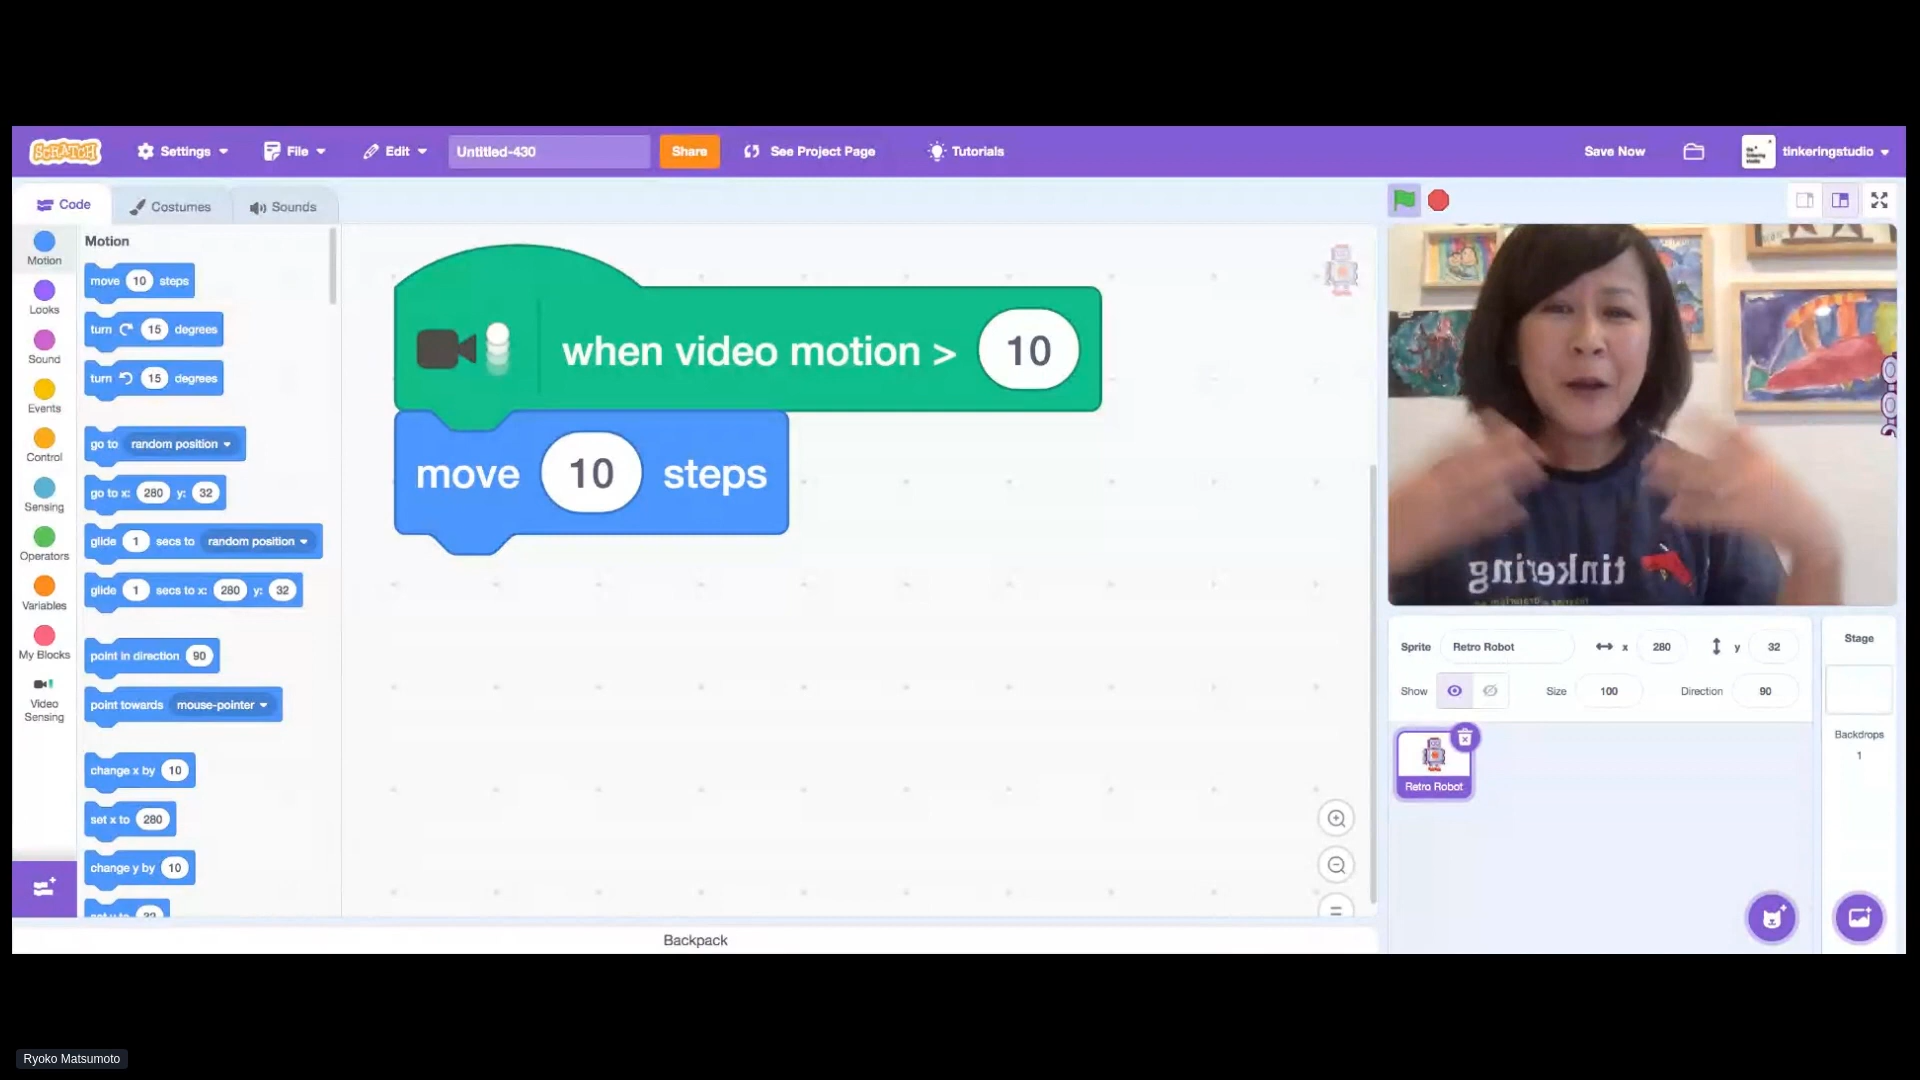 SCRATCH
Settings
File
Edit
Untitled-430
Share
See Project Page
Tutorials
Save Now
tinkeringstudio
Code
Costumes
Sounds
Motion
Looks
Sound
Events
Control
Sensing
Operators
Variables
My Blocks
Video
Sensing
Motion
move 10 steps
turn 15 degrees
turn 15 degrees
go to random position
go to x: 280 y: 32
glide 1 secs to random position
glide 1 secs to x: 280 y: 32
point in direction 90
point towards mouse-pointer
change x by 10
set x to 280
change y by 10
set y to 32
when video motion > 10
move 10 steps
Backpack
tinkering
Sprite Retro Robot x 280 y 32
Show Size 100 Direction 90
Retro Robot
Stage
Backdrops
1
Ryoko Matsumoto